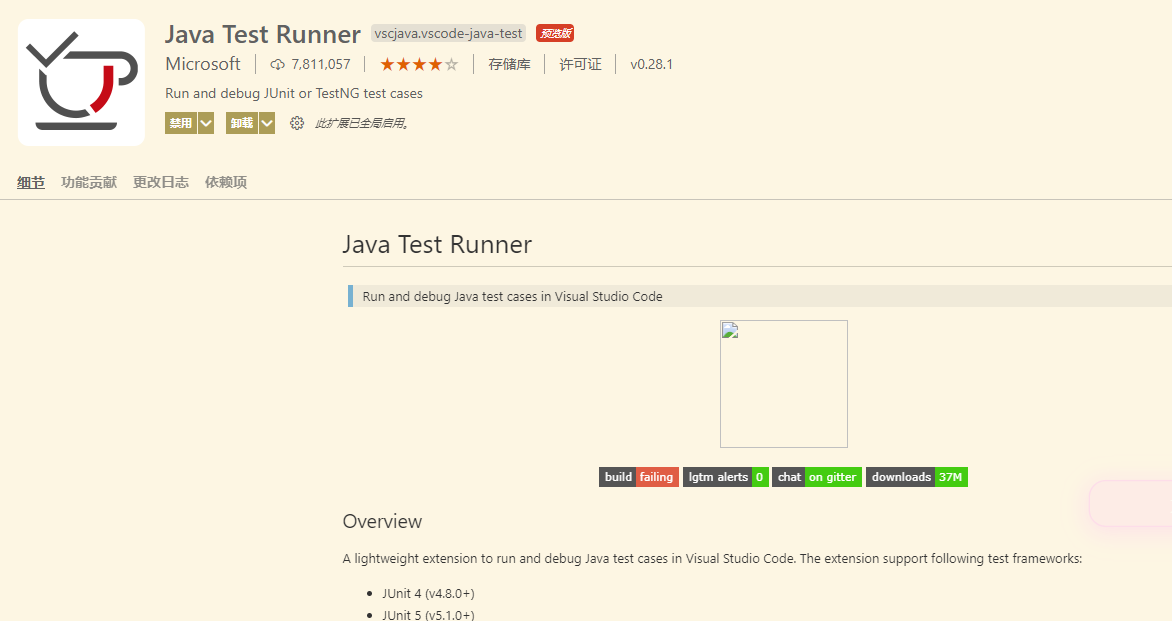 Java Test Runner vscjava.vscode-java-test 预览版
Microsoft 7,811,057 存储库 许可证 v0.28.1
Run and debug JUnit or TestNG test cases
禁用 卸载 此扩展已全局启用。
细节 功能贡献 更改日志 依赖项
Java Test Runner
Run and debug Java test cases in Visual Studio Code
build failing lgtm alerts 0 chat on gitter downloads 37M
Overview
A lightweight extension to run and debug Java test cases in Visual Studio Code. The extension support following test frameworks:
JUnit 4 (v4.8.0+)
JUnit 5 (v5.1.0+)